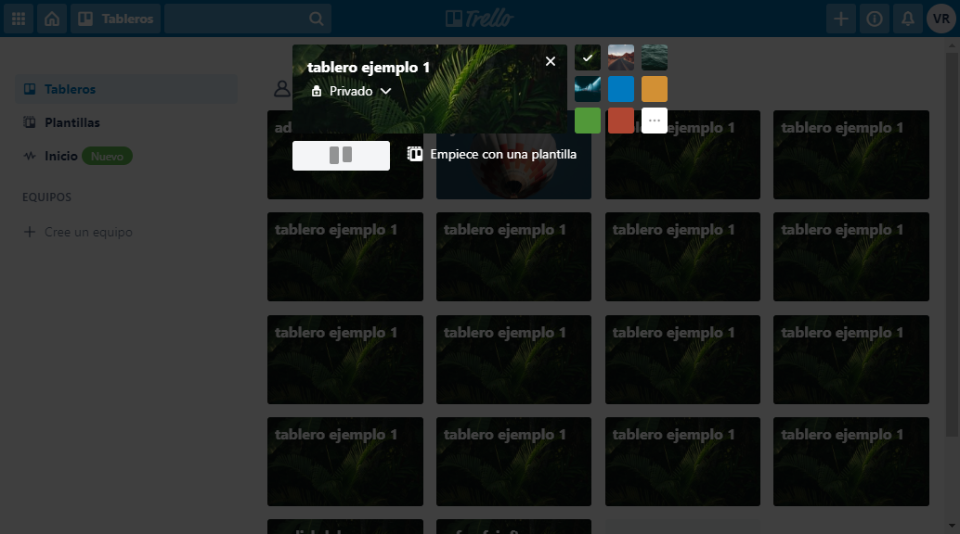 Tableros
Trello
VR
tablero ejemplo 1
Privado
Tableros
Plantillas
Inicio Nuevo
EQUIPOS
Cree un equipo
Empiece con una plantilla
ad
tablero ejemplo 1
tablero ejemplo 1
tablero ejemplo 1
tablero ejemplo 1
tablero ejemplo 1
tablero ejemplo 1
tablero ejemplo 1
tablero ejemplo 1
tablero ejemplo 1
tablero ejemplo 1
tablero ejemplo 1
tablero ejemplo 1
tablero ejemplo 1
tablero ejemplo 1